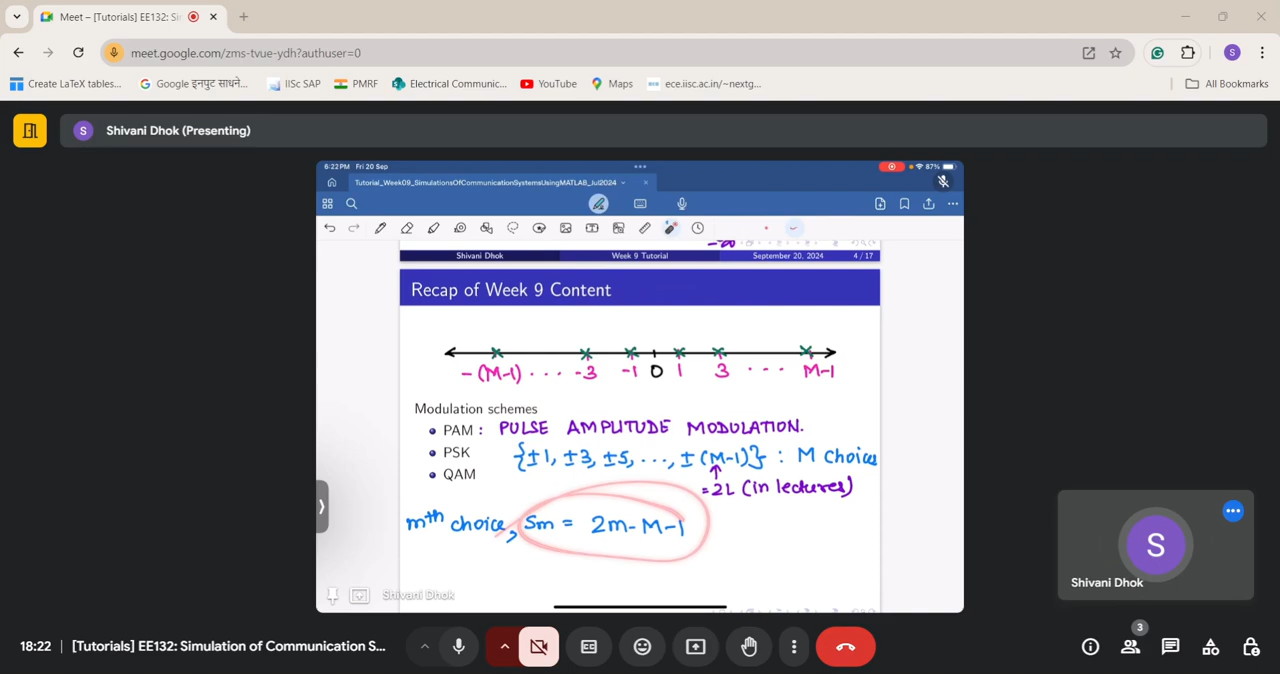 Meet – [Tutorials] EE132: Si
meet.google.com/zms-tvue-ydh?authuser=0
S
Create LaTeX tables...
Google इनपुट साधने...
IISc SAP
PMRF
Electrical Communic...
YouTube
Maps
ece.iisc.ac.in/~nextg...
All Bookmarks
S Shivani Dhok (Presenting)
6:22 PM Fri 20 Sep
87%
Tutorial_Week09_SimulationsOfCommunicationSystemsUsingMATLAB_Jul2024
Shivani Dhok Week 9 Tutorial September 20, 2024 4 / 17
Recap of Week 9 Content
-(M-1) ... -3 -1 0 1 3 ... M-1
Modulation schemes
PAM : PULSE AMPLITUDE MODULATION.
PSK {±1, ±3, ±5, ..., ±(M-1)} : M choice
QAM
↑
=2L (in lectures)
mth choice, Sm = 2m-M-1
Shivani Dhok
S
Shivani Dhok
3
18:22 | [Tutorials] EE132: Simulation of Communication S...